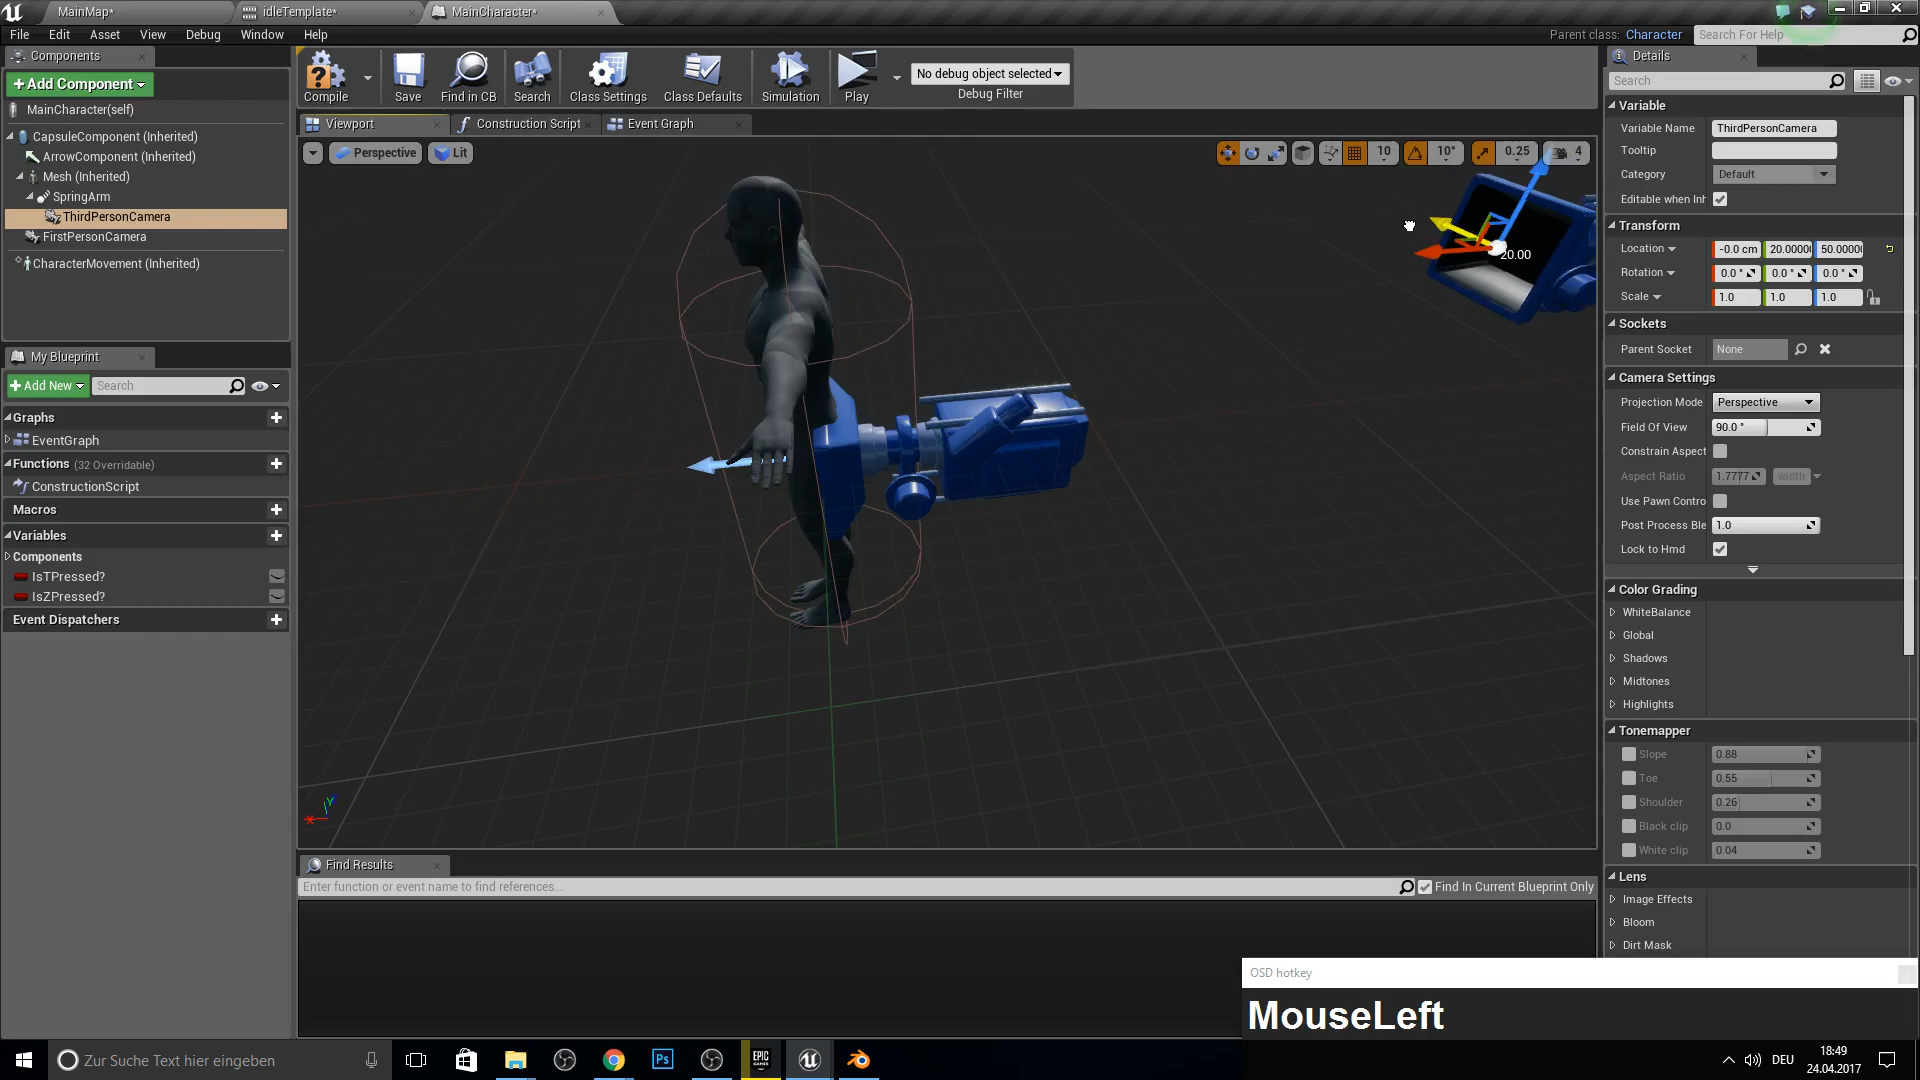 MainMap*
idleTemplate*
MainCharacter*
File Edit Asset View Debug Window Help
Parent class: Character
Search For Help
Components
+Add Component
MainCharacter(self)
CapsuleComponent (Inherited)
ArrowComponent (Inherited)
Mesh (Inherited)
SpringArm
ThirdPersonCamera
FirstPersonCamera
CharacterMovement (Inherited)
My Blueprint
+Add New
Search
Graphs
EventGraph
Functions (32 Overridable)
ConstructionScript
Macros
Variables
Components
IsTPressed?
IsZPressed?
Event Dispatchers
Compile
Save
Find in CB
Search
Class Settings
Class Defaults
Simulation
Play
No debug object selected
Debug Filter
Viewport
Construction Script
Event Graph
Perspective
Lit
10
10°
0.25
4
20.00
Y
X
Find Results
Enter function or event name to find references...
Find In Current Blueprint Only
Details
Search
Variable
Variable Name ThirdPersonCamera
Tooltip
Category Default
Editable when Inh
Transform
Location -0.0 cm 20.0000 50.00000
Rotation 0.0 ° 0.0 ° 0.0 °
Scale 1.0 1.0 1.0
Sockets
Parent Socket None
Camera Settings
Projection Mode Perspective
Field Of View 90.0 °
Constrain Aspect
Aspect Ratio 1.7777 width
Use Pawn Contro
Post Process Ble 1.0
Lock to Hmd
Color Grading
WhiteBalance
Global
Shadows
Midtones
Highlights
Tonemapper
Slope 0.88
Toe 0.55
Shoulder 0.26
Black clip 0.0
White clip 0.04
Lens
Image Effects
Bloom
Dirt Mask
OSD hotkey
MouseLeft
Zur Suche Text hier eingeben
Ps
EPIC
GAMES
DEU
18:49
24.04.2017